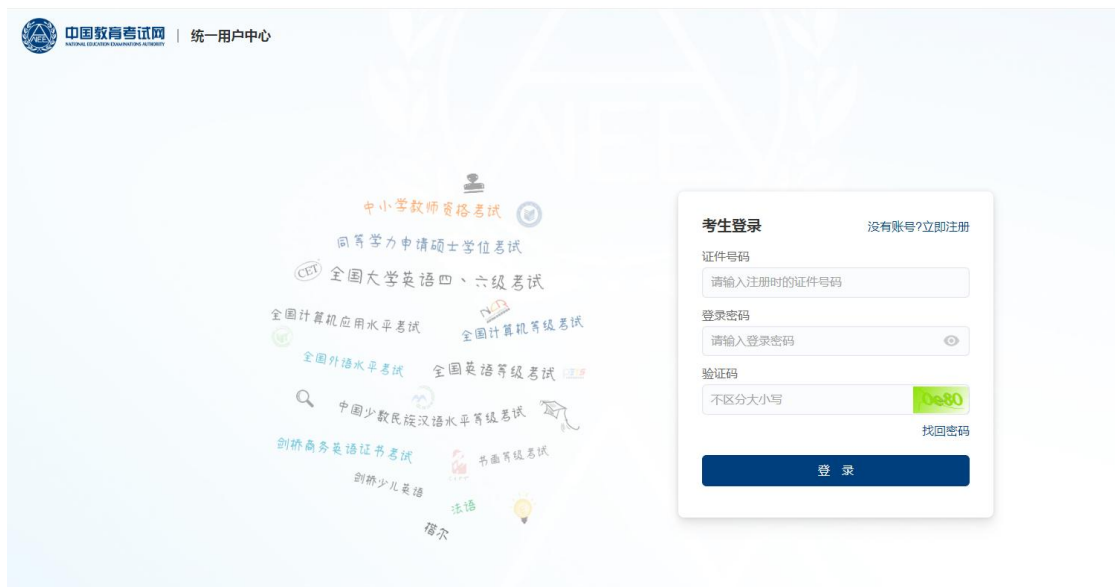 中国教育考试网
NATIONAL EDUCATION EXAMINATIONS AUTHORITY
统一用户中心
NEE
中小学教师资格考试
同等学力申请硕士学位考试
CET
全国大学英语四、六级考试
全国计算机应用水平考试
NCRE
全国计算机等级考试
全国外语水平考试
全国英语等级考试
中国少数民族汉语水平等级考试
剑桥商务英语证书考试
书画等级考试
剑桥少儿英语
法语
楷尔
考生登录
没有账号?立即注册
证件号码
请输入注册时的证件号码
登录密码
请输入登录密码
验证码
不区分大小写
找回密码
登 录